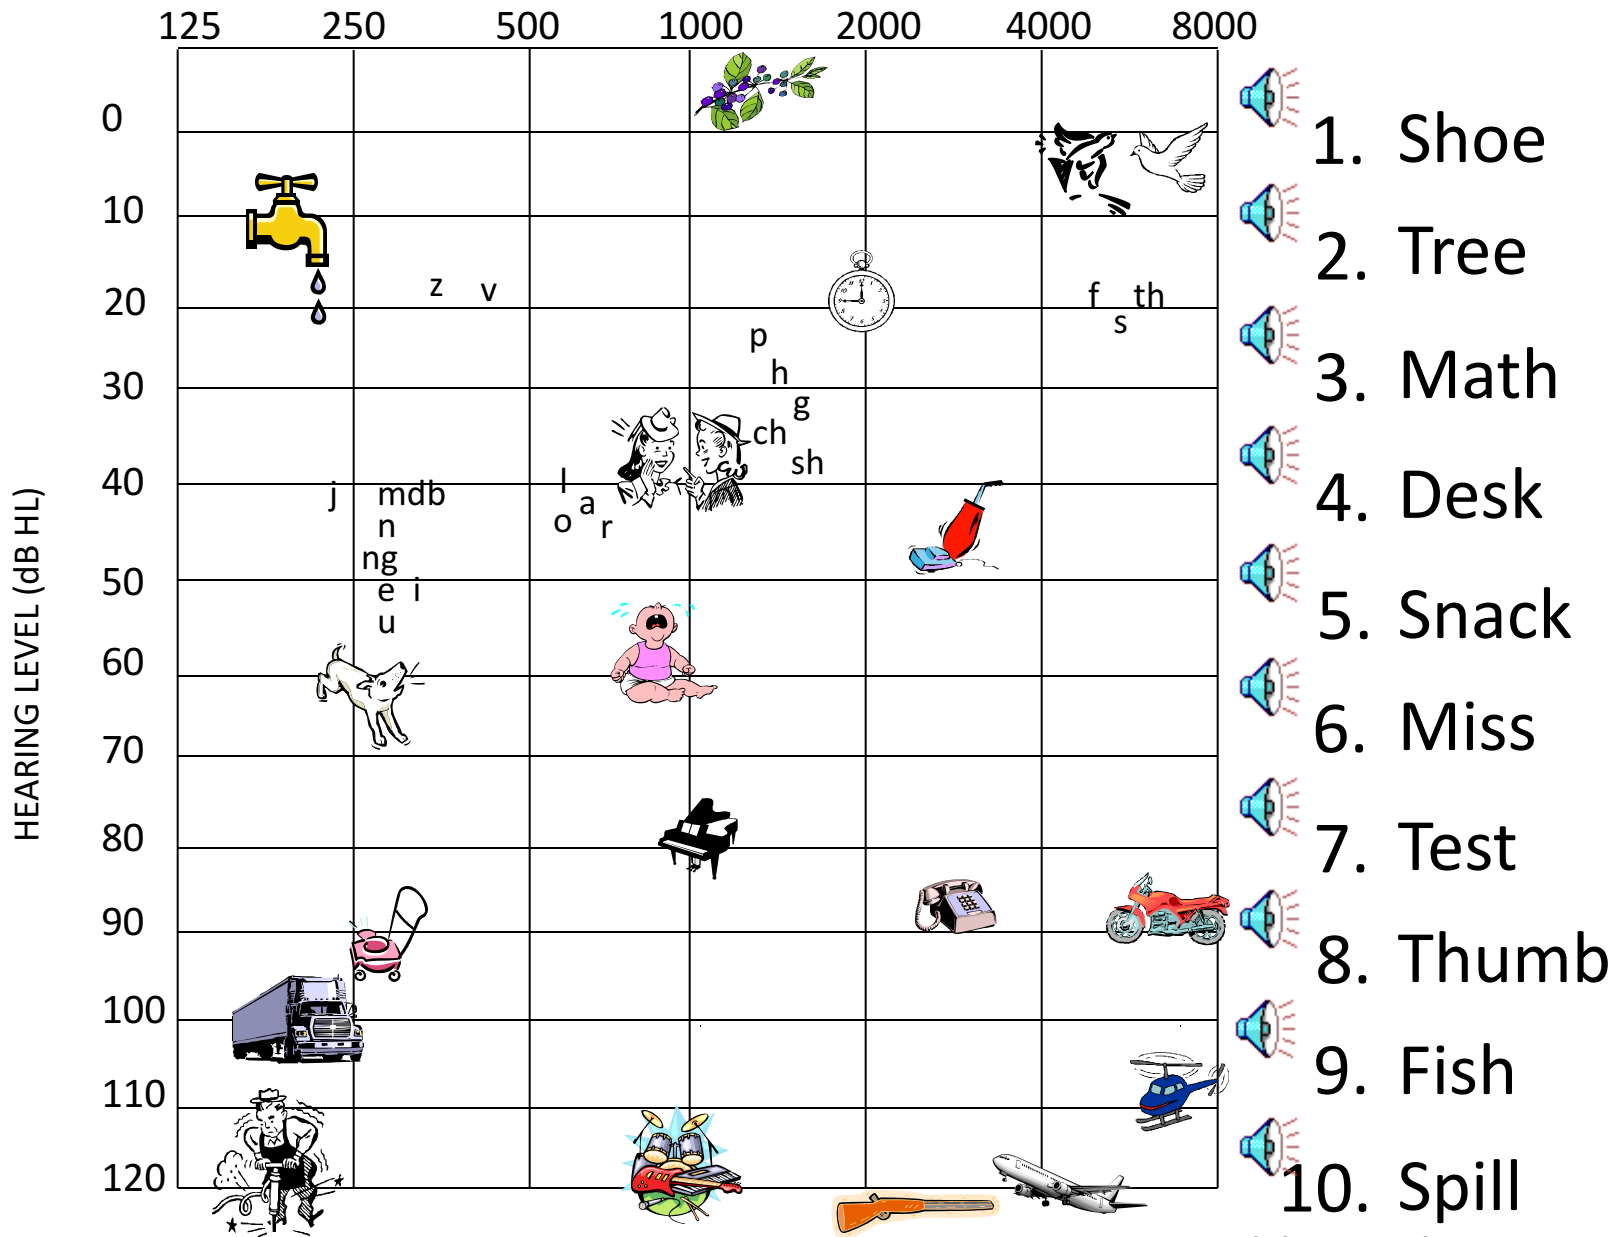 125 250 500 1000 2000 4000 8000
HEARING LEVEL (dB HL)
0
10
z v f th
20
s
p
h
30
g
ch
sh
l
40
j mdb
a
n o r
ng
50
e i
u
60
70
80
90
100
110
120
1. Shoe
2. Tree
3. Math
4. Desk
5. Snack
6. Miss
7. Test
8. Thumb
9. Fish
10. Spill